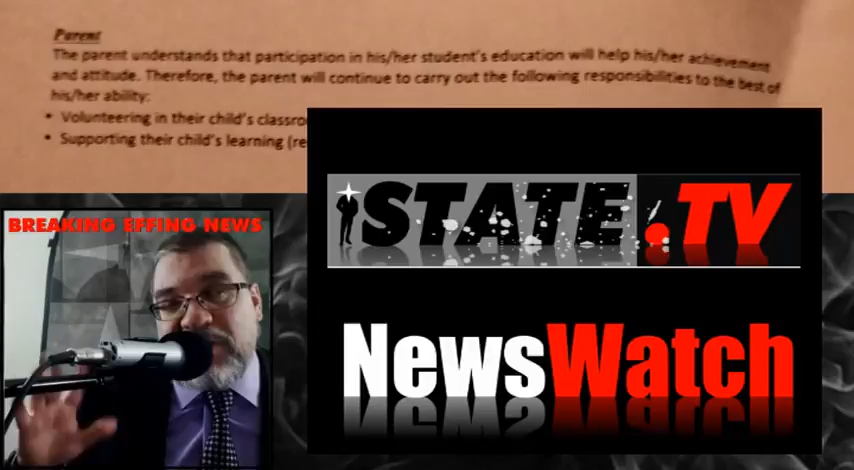 Parent
The parent understands that participation in his/her student's education will help his/her achievement
and attitude. Therefore, the parent will continue to carry out the following responsibilities to the best of
his/her ability:
• Volunteering in their child's classro
• Supporting their child's learning (re
BREAKING EFFING NEWS
iSTATE.TV
NewsWatch